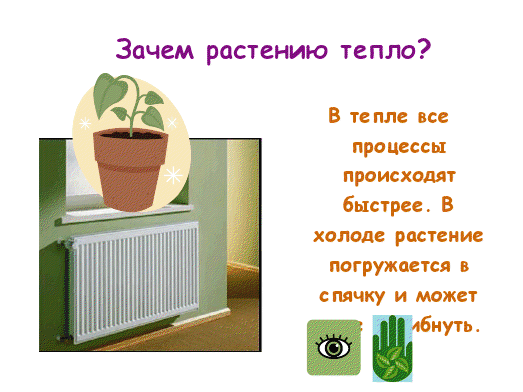 Зачем растению тепло?
В тепле все
процессы
происходят
быстрее. В
холоде растение
погружается в
спячку и может